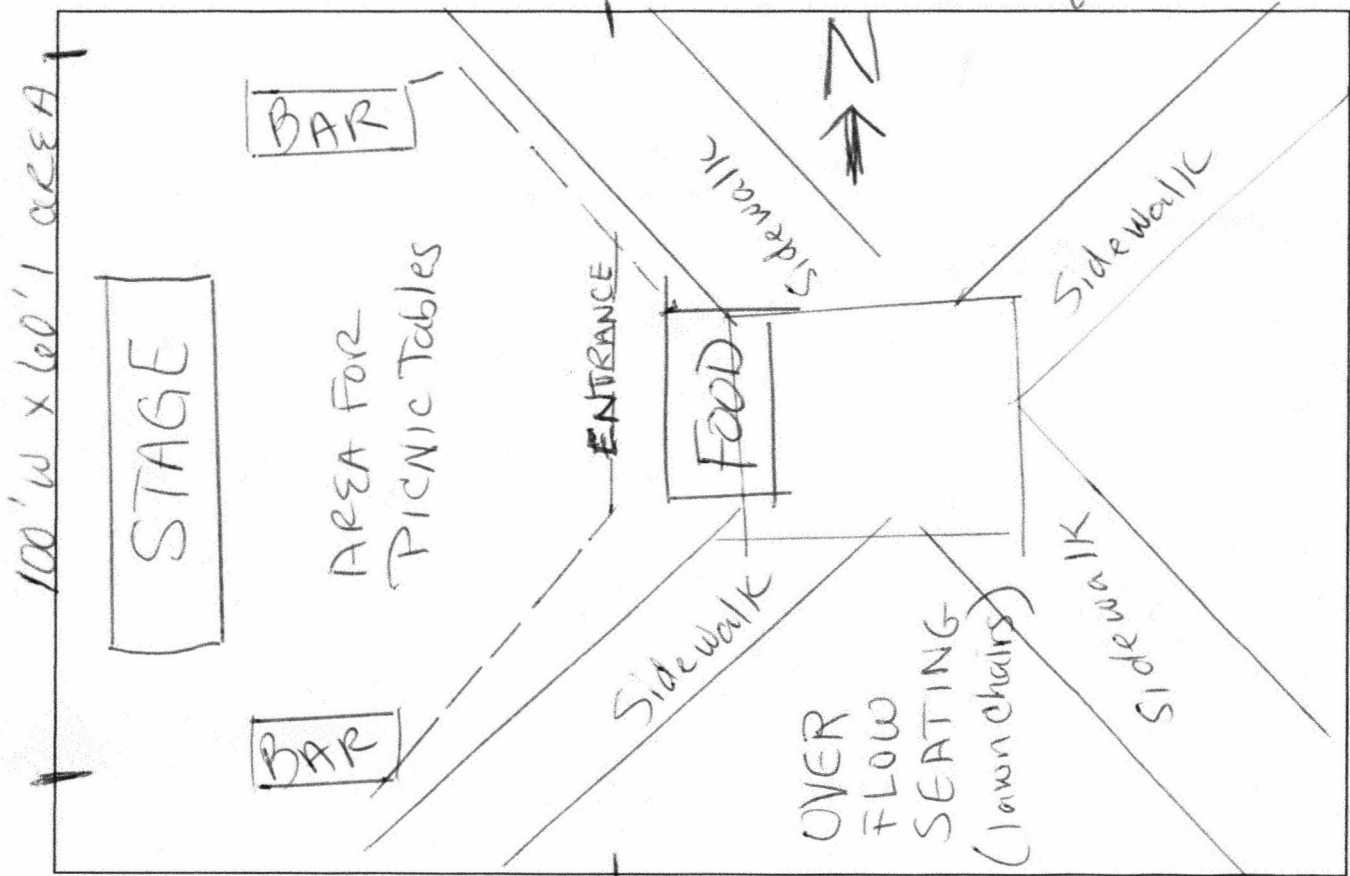 100'w x 60'l area
STAGE
BAR
BAR
AREA FOR
PICNIC Tables
ENTRANCE
FOOD
Sidewalk
Sidewalk
N
OVER
FLOW
SEATING
(lawn chairs)
Sidewalk
Sidewalk